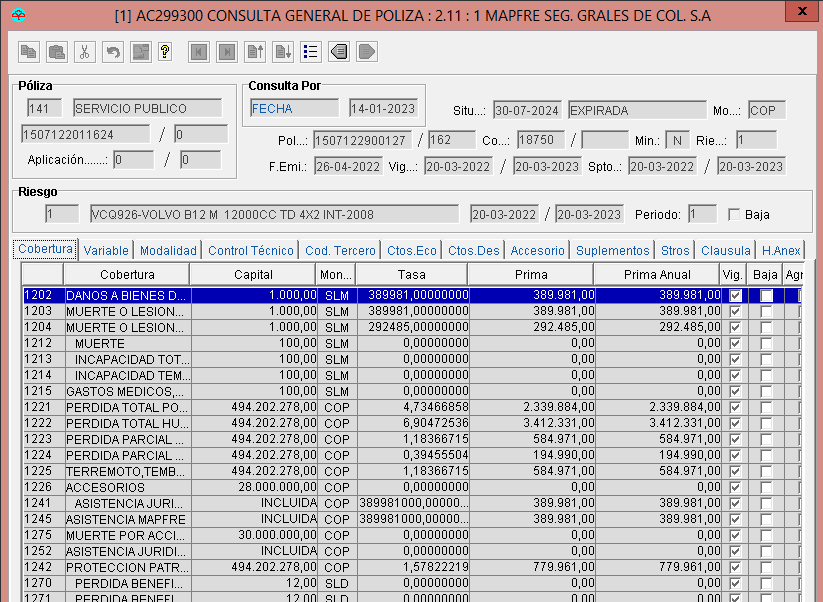 [1] AC299300 CONSULTA GENERAL DE POLIZA : 2.11 : 1 MAPFRE SEG. GRALES DE COL. S.A x
Póliza
141 SERVICIO PUBLICO
1507122011624 / 0
Aplicación.......: 0 / 0
Consulta Por
FECHA 14-01-2023
Situ...: 30-07-2024 EXPIRADA Mo...: COP
Pol...: 1507122900127 / 162 Co...: 18750 / Min.: N Rie...: 1
F.Emi.: 26-04-2022 Vig...: 20-03-2022 / 20-03-2023 Spto..: 20-03-2022 / 20-03-2023
Riesgo
1 VCQ926-VOLVO B12 M 12000CC TD 4X2 INT-2008 20-03-2022 / 20-03-2023 Periodo: 1 Baja
Cobertura Variable Modalidad Control Técnico Cod. Tercero Ctos.Eco Ctos.Des Accesorio Suplementos Stros Clausula H.Anex
Cobertura Capital Mon... Tasa Prima Prima Anual Vig. Baja Agr
1202 DANOS A BIENES D... 1.000,00 SLM 389981,00000000 389.981,00 389.981,00
1203 MUERTE O LESION... 1.000,00 SLM 389981,00000000 389.981,00 389.981,00
1204 MUERTE O LESION... 1.000,00 SLM 292485,00000000 292.485,00 292.485,00
1212 MUERTE 100,00 SLM 0,00000000 0,00 0,00
1213 INCAPACIDAD TOT... 100,00 SLM 0,00000000 0,00 0,00
1214 INCAPACIDAD TEM... 100,00 SLM 0,00000000 0,00 0,00
1215 GASTOS MEDICOS,... 100,00 SLM 0,00000000 0,00 0,00
1221 PERDIDA TOTAL PO... 494.202.278,00 COP 4,73466858 2.339.884,00 2.339.884,00
1222 PERDIDA TOTAL HU... 494.202.278,00 COP 6,90472536 3.412.331,00 3.412.331,00
1223 PERDIDA PARCIAL ... 494.202.278,00 COP 1,18366715 584.971,00 584.971,00
1224 PERDIDA PARCIAL ... 494.202.278,00 COP 0,39455504 194.990,00 194.990,00
1225 TERREMOTO,TEMB... 494.202.278,00 COP 1,18366715 584.971,00 584.971,00
1226 ACCESORIOS 28.000.000,00 COP 0,00000000 0,00 0,00
1241 ASISTENCIA JURI... INCLUIDA COP 389981000,00000... 389.981,00 389.981,00
1245 ASISTENCIA MAPFRE INCLUIDA COP 389981000,00000... 389.981,00 389.981,00
1275 MUERTE POR ACCI... 30.000.000,00 COP 0,00000000 0,00 0,00
1252 ASISTENCIA JURIDI... INCLUIDA COP 0,00000000 0,00 0,00
1242 PROTECCION PATR... 494.202.278,00 COP 1,57822219 779.961,00 779.961,00
1270 PERDIDA BENEFI... 12,00 SLD 0,00000000 0,00 0,00
1271 PERDIDA BENEFI... 12,00 SLD 0,00000000 0,00 0,00